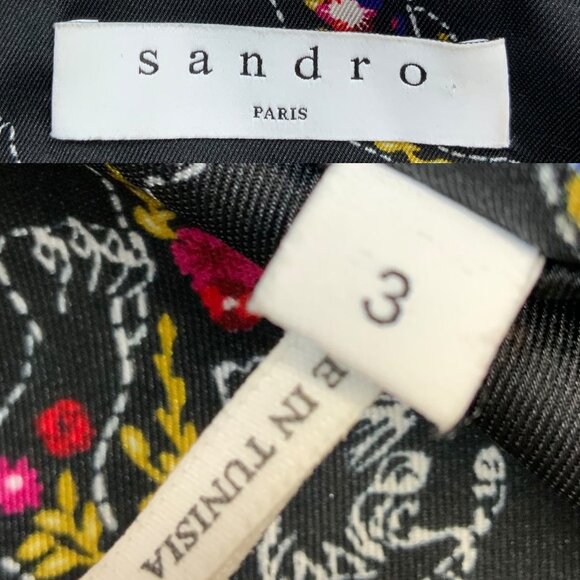 sandro
PARIS
3
E IN TUNISIA